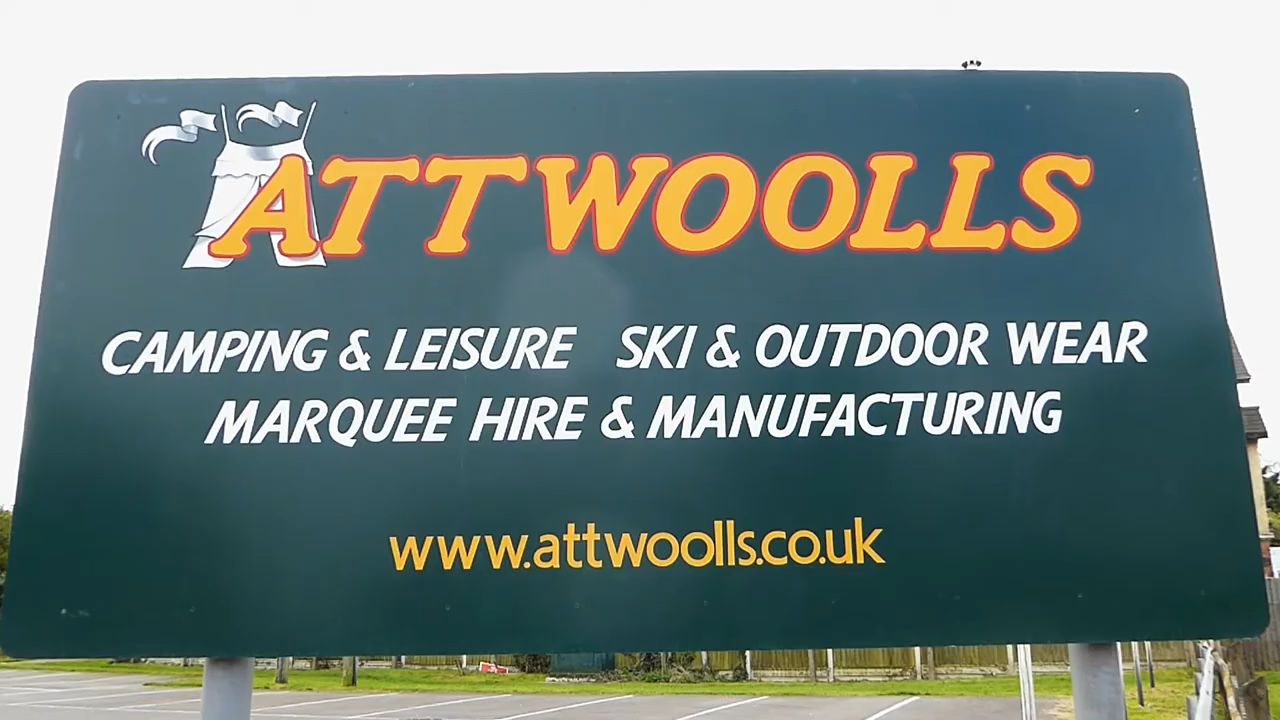 ATTWOOLLS
CAMPING & LEISURE SKI & OUTDOOR WEAR
MARQUEE HIRE & MANUFACTURING
www.attwoolls.co.uk